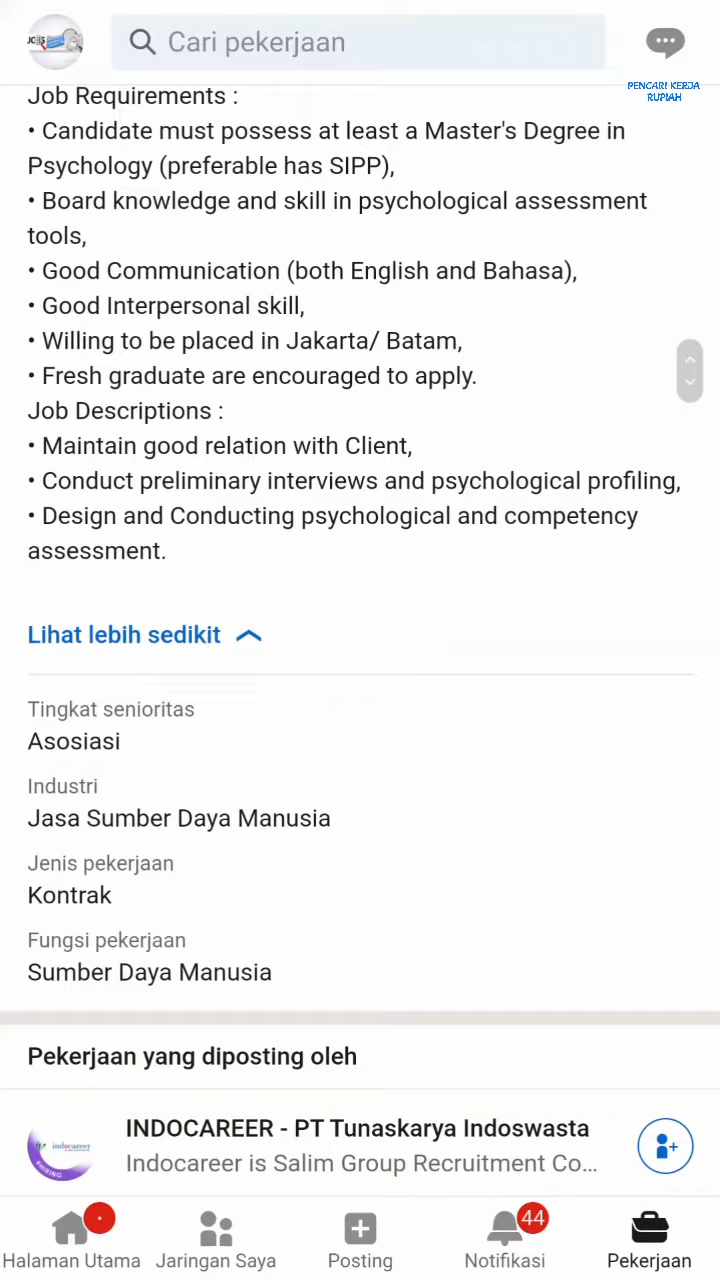 JOBS
Cari pekerjaan
PENCARI KERJA
RUPIAH
Job Requirements :
• Candidate must possess at least a Master's Degree in
Psychology (preferable has SIPP),
• Board knowledge and skill in psychological assessment
tools,
• Good Communication (both English and Bahasa),
• Good Interpersonal skill,
• Willing to be placed in Jakarta/ Batam,
• Fresh graduate are encouraged to apply.
Job Descriptions :
• Maintain good relation with Client,
• Conduct preliminary interviews and psychological profiling,
• Design and Conducting psychological and competency
assessment.
Lihat lebih sedikit
Tingkat senioritas
Asosiasi
Industri
Jasa Sumber Daya Manusia
Jenis pekerjaan
Kontrak
Fungsi pekerjaan
Sumber Daya Manusia
Pekerjaan yang diposting oleh
INDOCAREER - PT Tunaskarya Indoswasta
Indocareer is Salim Group Recruitment Co...
indocareer
#HIRING
44
Halaman Utama
Jaringan Saya
Posting
Notifikasi
Pekerjaan